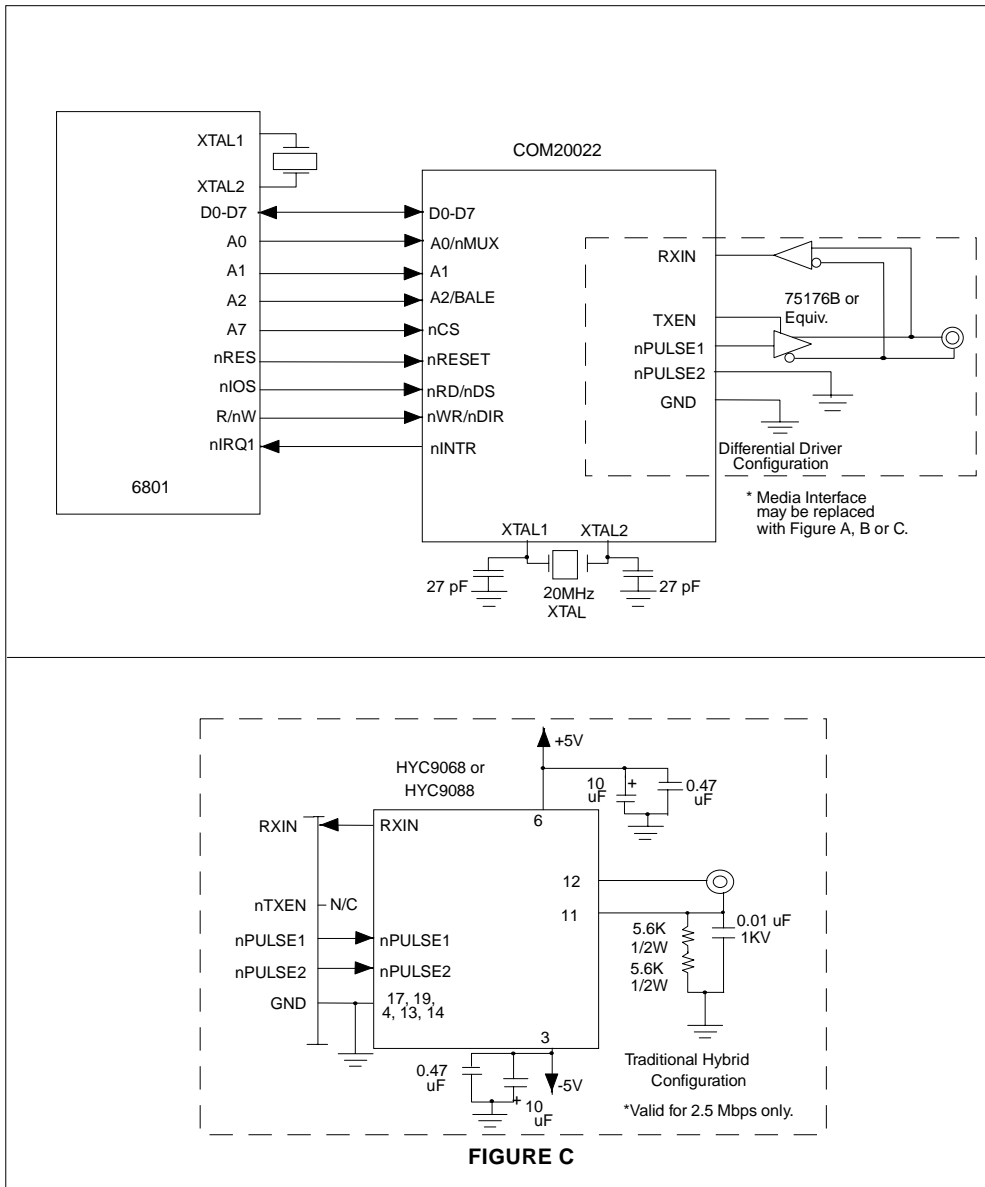 XTAL1
XTAL2
D0-D7
A0
A1
A2
A7
nRES
nIOS
R/nW
nIRQ1
6801
COM20022
D0-D7
A0/nMUX
A1
A2/BALE
nCS
nRESET
nRD/nDS
nWR/nDIR
nINTR
RXIN
TXEN
nPULSE1
nPULSE2
GND
75176B or
Equiv.
Differential Driver
Configuration
* Media Interface
may be replaced
with Figure A, B or C.
XTAL1
XTAL2
27 pF
20MHz
XTAL
27 pF
HYC9068 or
HYC9088
+5V
10
uF
+
0.47
uF
6
RXIN
RXIN
nTXEN
N/C
nPULSE1
nPULSE1
nPULSE2
nPULSE2
GND
17, 19,
4, 13, 14
12
11
5.6K
1/2W
5.6K
1/2W
0.01 uF
1KV
3
0.47
uF
+
10
uF
-5V
Traditional Hybrid
Configuration
*Valid for 2.5 Mbps only.
FIGURE C